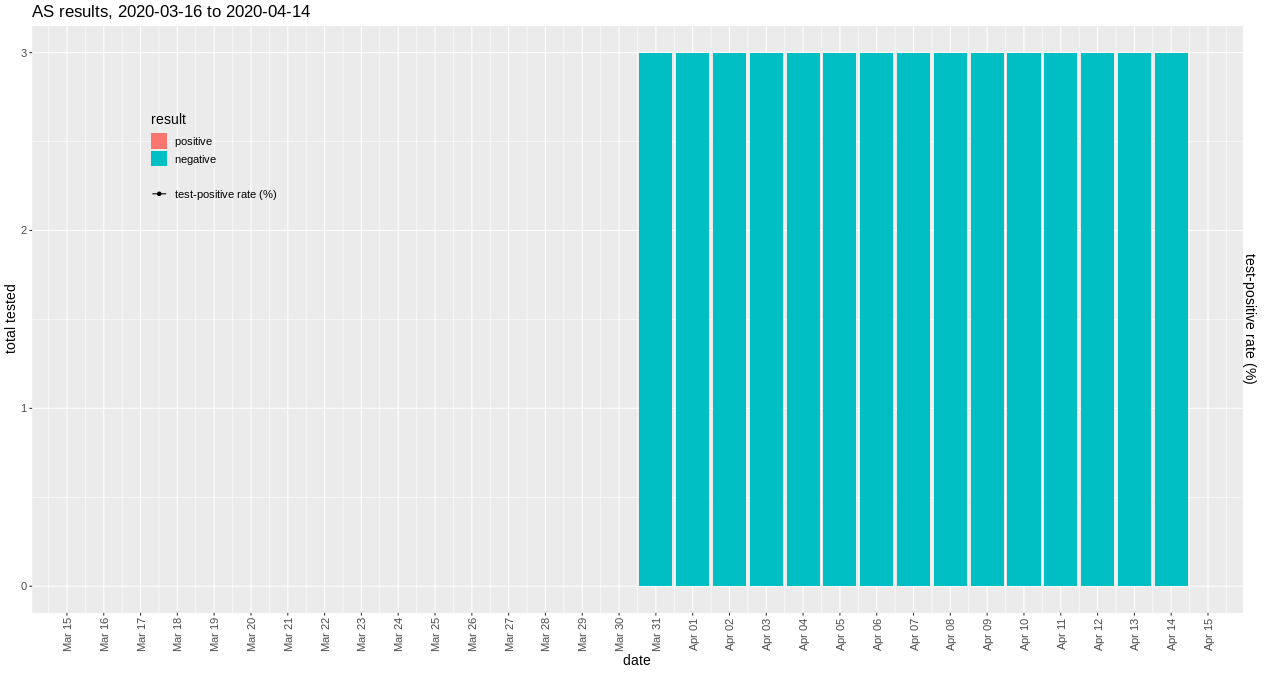 AS results, 2020-03-16 to 2020-04-14
3
2
1
0
total tested
result
positive
negative
test-positive rate (%)
test-positive rate (%)
Mar 15
Mar 16
Mar 17
Mar 18
Mar 19
Mar 20
Mar 21
Mar 22
Mar 23
Mar 24
Mar 25
Mar 26
Mar 27
Mar 28
Mar 29
Mar 30
Mar 31
Apr 01
Apr 02
Apr 03
Apr 04
Apr 05
Apr 06
Apr 07
Apr 08
Apr 09
Apr 10
Apr 11
Apr 12
Apr 13
Apr 14
Apr 15
date